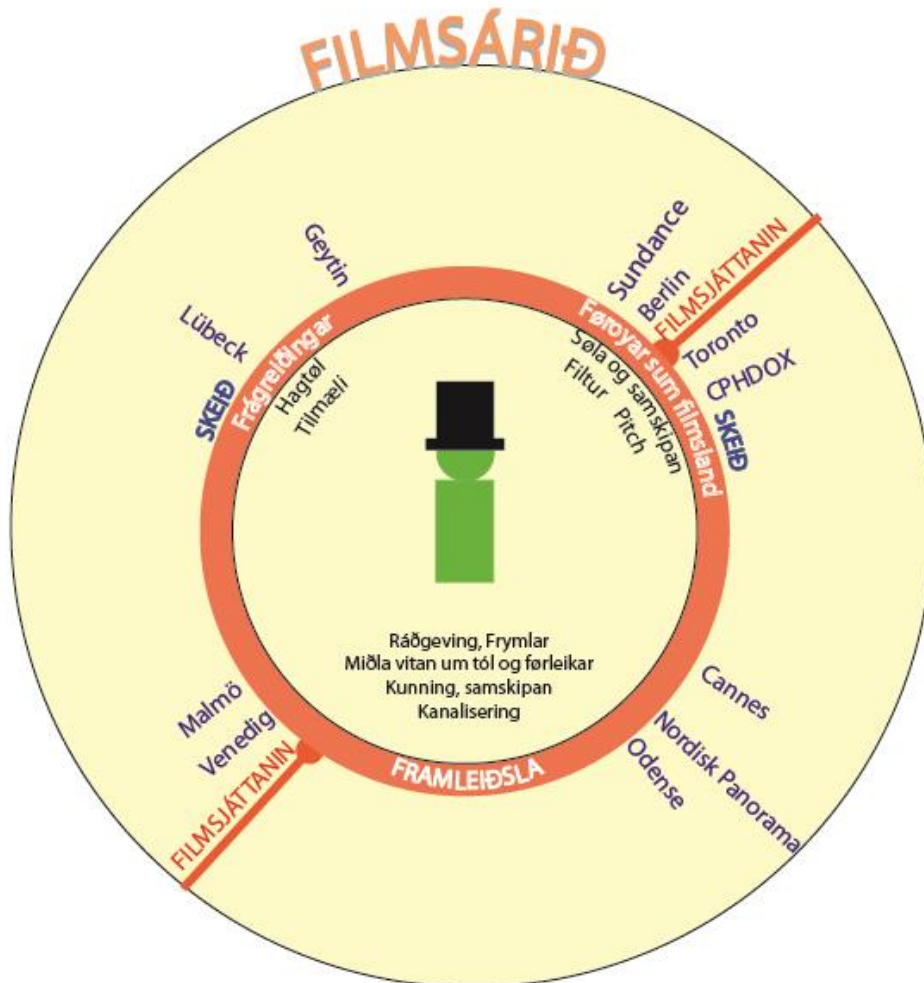 FILMSÁRIÐ
Geytin
Lübeck
SKEIÐ
Sundance
Berlin
FILMSJÁTTANIN
Toronto
CPHDOX
SKEIÐ
Frágreiðingar
Hagtøl
Tilmæli
Føroyar sum filmsland
Søla og samskipan
Filtur
Pitch
Ráðgeving, Frymlar
Miðla vitan um tól og førleikar
Kunning, samskipan
Kanalisering
FRAMLEIÐSLA
Malmö
Venedig
FILMSJÁTTANIN
Cannes
Nordisk Panorama
Odense